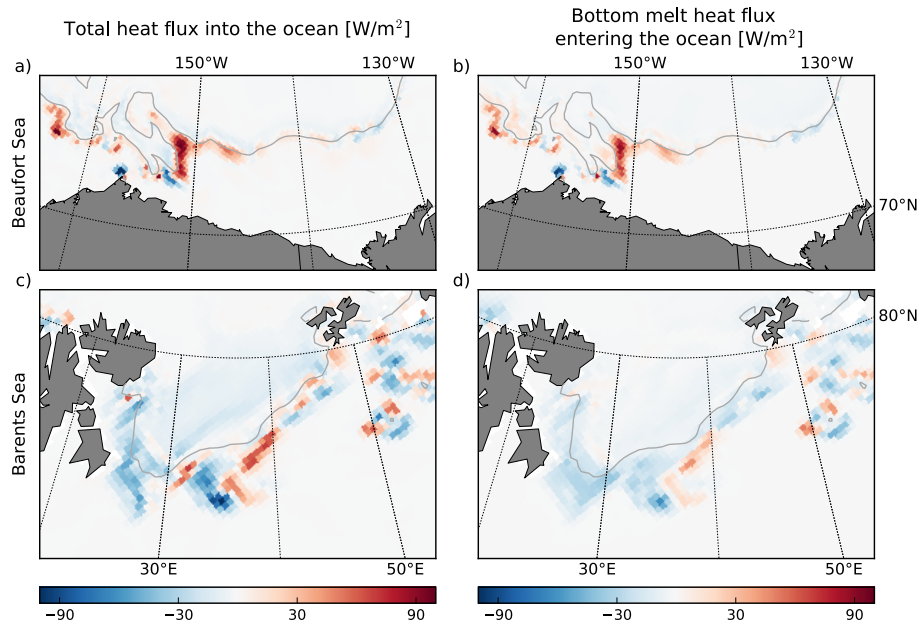 Total heat flux into the ocean [W/m²]
Bottom melt heat flux
entering the ocean [W/m²]
a)
150°W
130°W
b)
150°W
130°W
Beaufort Sea
70°N
c)
d)
80°N
Barents Sea
30°E
50°E
30°E
50°E
−90
−30
30
90
−90
−30
30
90